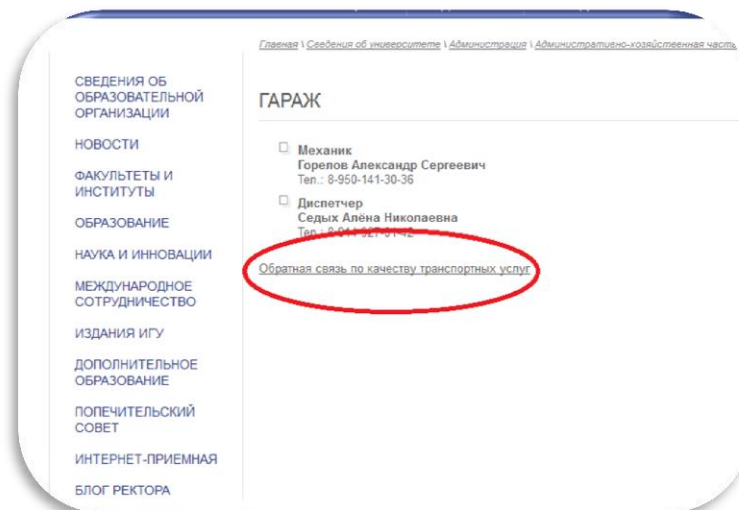 Главная \ Сведения об университете \ Администрация \ Административно-хозяйственная часть
СВЕДЕНИЯ ОБ
ОБРАЗОВАТЕЛЬНОЙ
ОРГАНИЗАЦИИ
НОВОСТИ
ФАКУЛЬТЕТЫ И
ИНСТИТУТЫ
ОБРАЗОВАНИЕ
НАУКА И ИННОВАЦИИ
МЕЖДУНАРОДНОЕ
СОТРУДНИЧЕСТВО
ИЗДАНИЯ ИГУ
ДОПОЛНИТЕЛЬНОЕ
ОБРАЗОВАНИЕ
ПОПЕЧИТЕЛЬСКИЙ
СОВЕТ
ИНТЕРНЕТ-ПРИЕМНАЯ
БЛОГ РЕКТОРА
ГАРАЖ
Механик
Горелов Александр Сергеевич
Тел.: 8-950-141-30-36
Диспетчер
Седых Алёна Николаевна
Тел.:
Обратная связь по качеству транспортных услуг